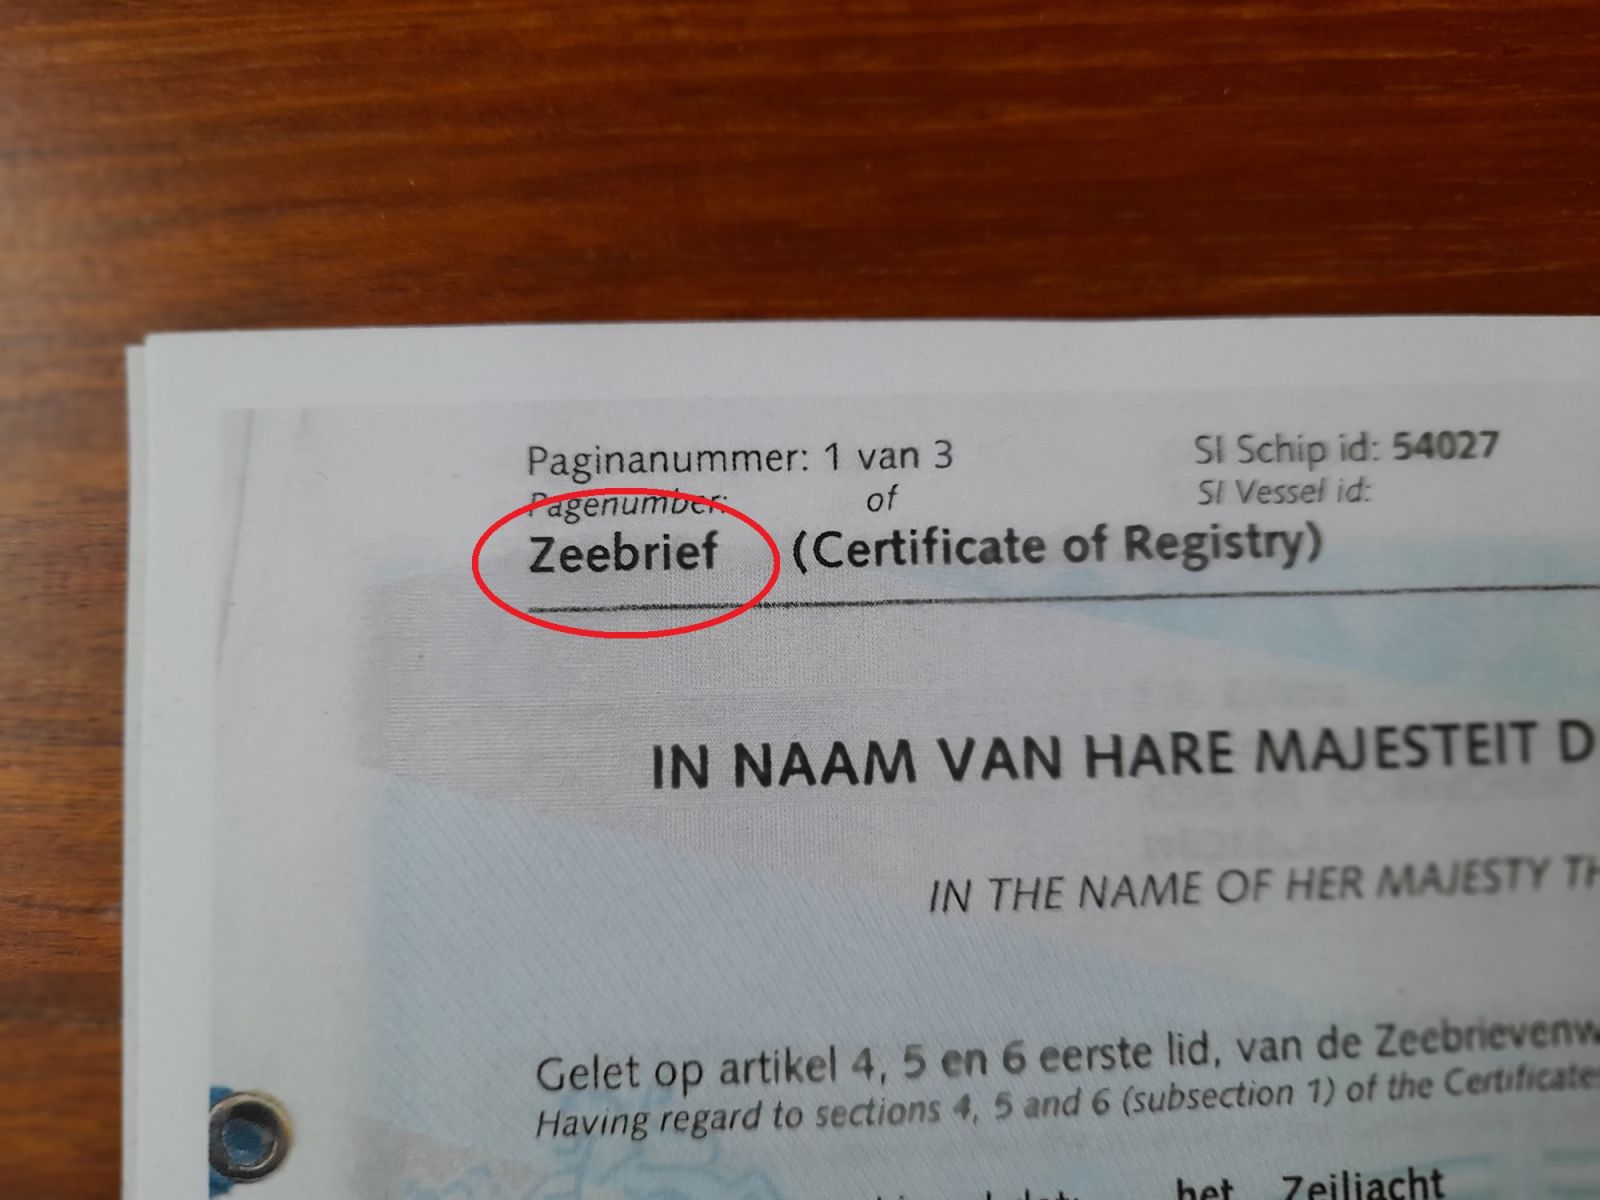 Paginanummer: 1 van 3
SI Schip id: 54027
Pagenumber: of
SI Vessel id:
Zeebrief (Certificate of Registry)
IN NAAM VAN HARE MAJESTEIT D
IN THE NAME OF HER MAJESTY TH
Gelet op artikel 4, 5 en 6 eerste lid, van de Zeebrievenw
Having regard to sections 4, 5 and 6 (subsection 1) of the Certificate
het Zeiljacht